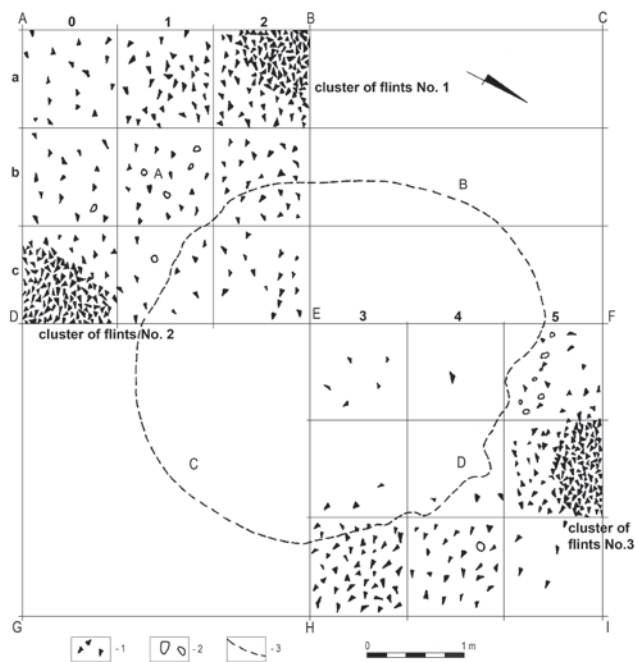 A B C
0 1 2
a
cluster of flints No. 1
b
A
B
c
D
E
3 4 5
F
cluster of flints No. 2
C
D
cluster of
flints No.3
G H I
- 1
- 2
- 3
0 1 m